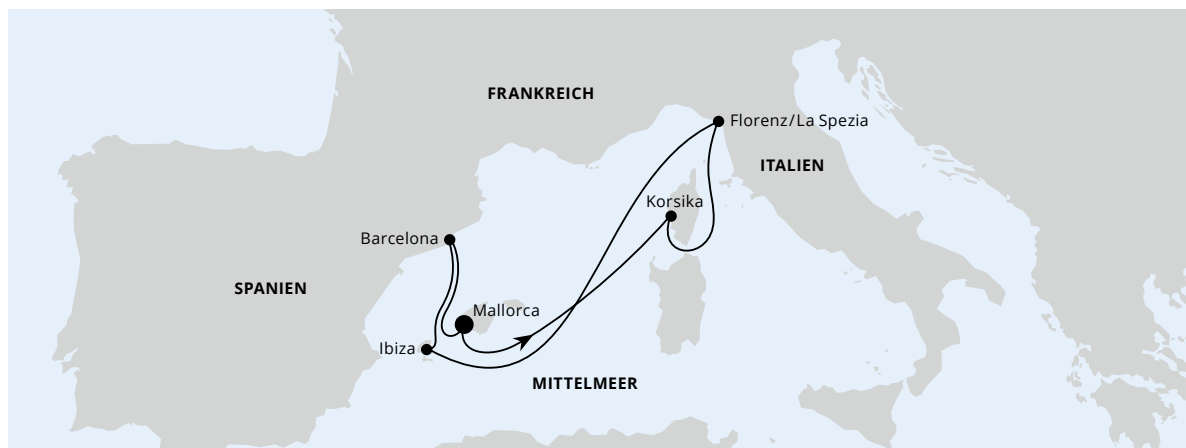 FRANKREICH
Florenz/La Spezia
ITALIEN
Korsika
Barcelona
SPANIEN
Mallorca
Ibiza
MITTELMEER